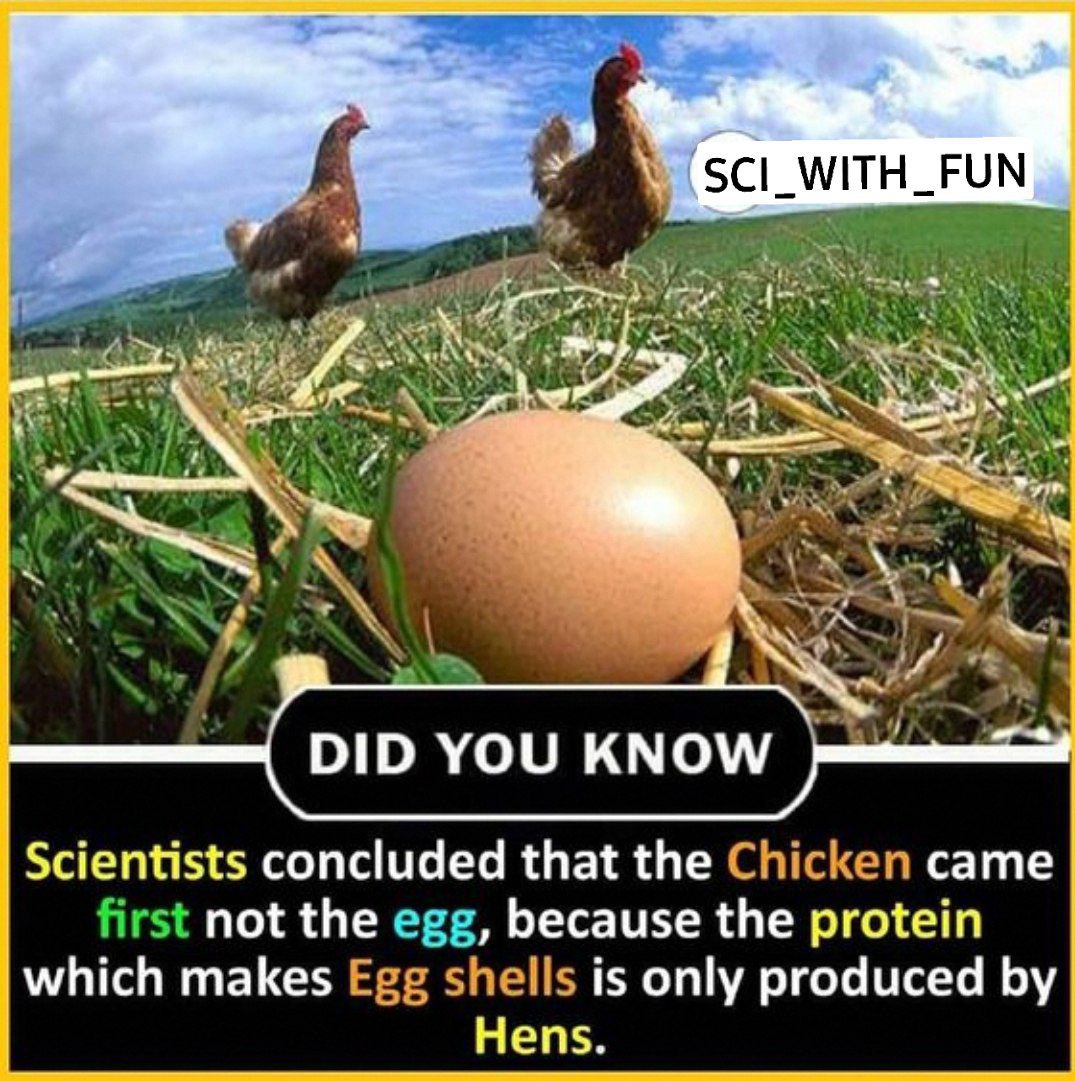 SCI_WITH_FUN
DID YOU KNOW
Scientists concluded that the Chicken came
first not the egg, because the protein
which makes Egg shells is only produced by
Hens.